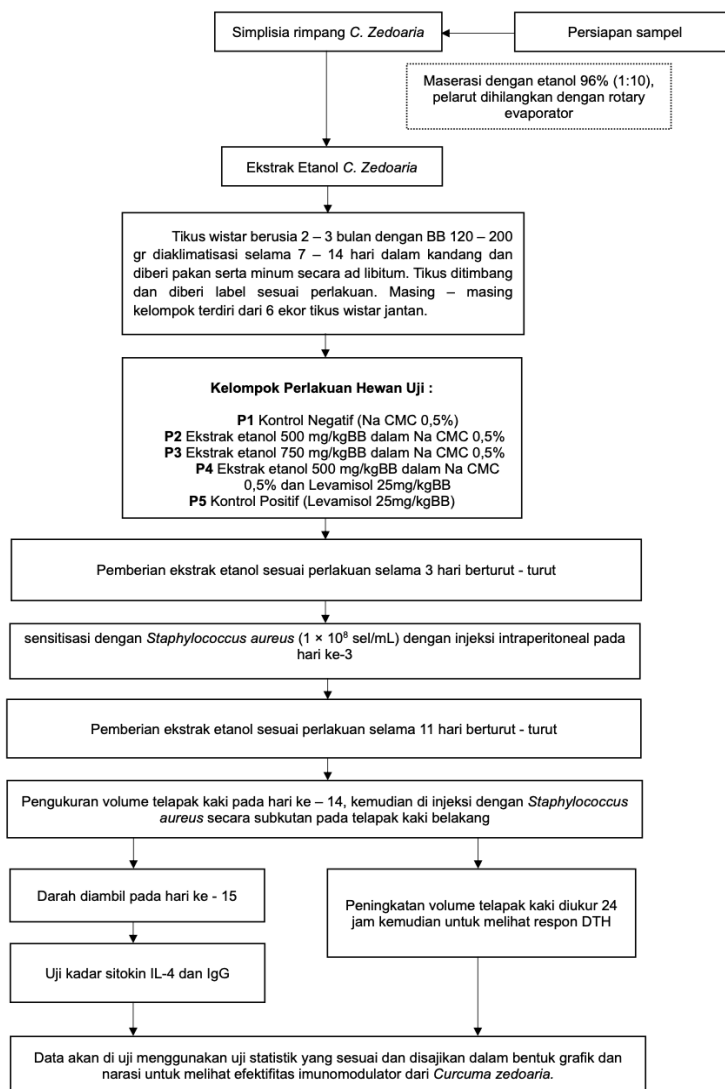 Simplisia rimpang C. Zedoaria
Persiapan sampel
Maserasi dengan etanol 96% (1:10),
pelarut dihilangkan dengan rotary
evaporator
Ekstrak Etanol C. Zedoaria
Tikus wistar berusia 2 – 3 bulan dengan BB 120 – 200
gr diaklimatisasi selama 7 – 14 hari dalam kandang dan
diberi pakan serta minum secara ad libitum. Tikus ditimbang
dan diberi label sesuai perlakuan. Masing – masing
kelompok terdiri dari 6 ekor tikus wistar jantan.
Kelompok Perlakuan Hewan Uji :
P1 Kontrol Negatif (Na CMC 0,5%)
P2 Ekstrak etanol 500 mg/kgBB dalam Na CMC 0,5%
P3 Ekstrak etanol 750 mg/kgBB dalam Na CMC 0,5%
P4 Ekstrak etanol 500 mg/kgBB dalam Na CMC
0,5% dan Levamisol 25mg/kgBB
P5 Kontrol Positif (Levamisol 25mg/kgBB)
Pemberian ekstrak etanol sesuai perlakuan selama 3 hari berturut - turut
sensitisasi dengan Staphylococcus aureus (1 × 10⁸ sel/mL) dengan injeksi intraperitoneal pada
hari ke-3
Pemberian ekstrak etanol sesuai perlakuan selama 11 hari berturut - turut
Pengukuran volume telapak kaki pada hari ke – 14, kemudian di injeksi dengan Staphylococcus
aureus secara subkutan pada telapak kaki belakang
Darah diambil pada hari ke - 15
Peningkatan volume telapak kaki diukur 24
jam kemudian untuk melihat respon DTH
Uji kadar sitokin IL-4 dan IgG
Data akan di uji menggunakan uji statistik yang sesuai dan disajikan dalam bentuk grafik dan
narasi untuk melihat efektifitas imunomodulator dari Curcuma zedoaria.